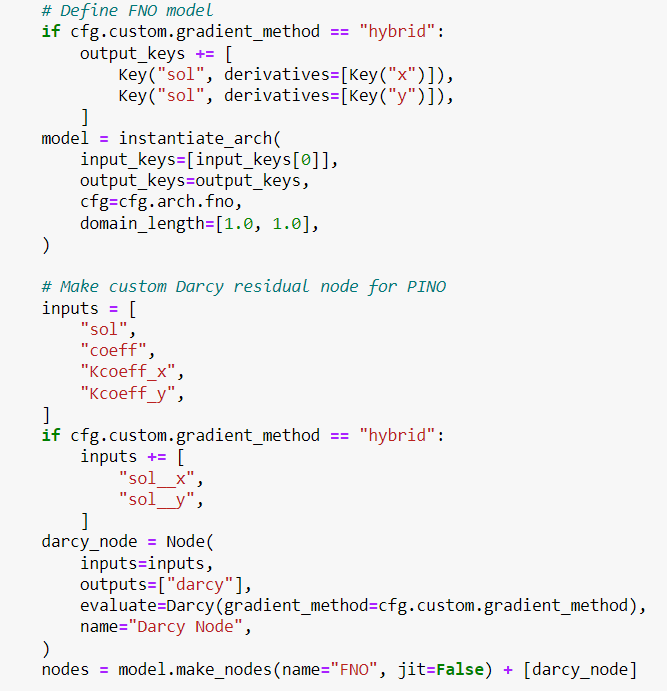 # Define FNO model
if cfg.custom.gradient_method == "hybrid":
    output_keys += [
        Key("sol", derivatives=[Key("x")]),
        Key("sol", derivatives=[Key("y")]),
    ]
model = instantiate_arch(
    input_keys=[input_keys[0]],
    output_keys=output_keys,
    cfg=cfg.arch.fno,
    domain_length=[1.0, 1.0],
)

# Make custom Darcy residual node for PINO
inputs = [
    "sol",
    "coeff",
    "Kcoeff_x",
    "Kcoeff_y",
]
if cfg.custom.gradient_method == "hybrid":
    inputs += [
        "sol__x",
        "sol__y",
    ]
darcy_node = Node(
    inputs=inputs,
    outputs=["darcy"],
    evaluate=Darcy(gradient_method=cfg.custom.gradient_method),
    name="Darcy Node",
)
nodes = model.make_nodes(name="FNO", jit=False) + [darcy_node]